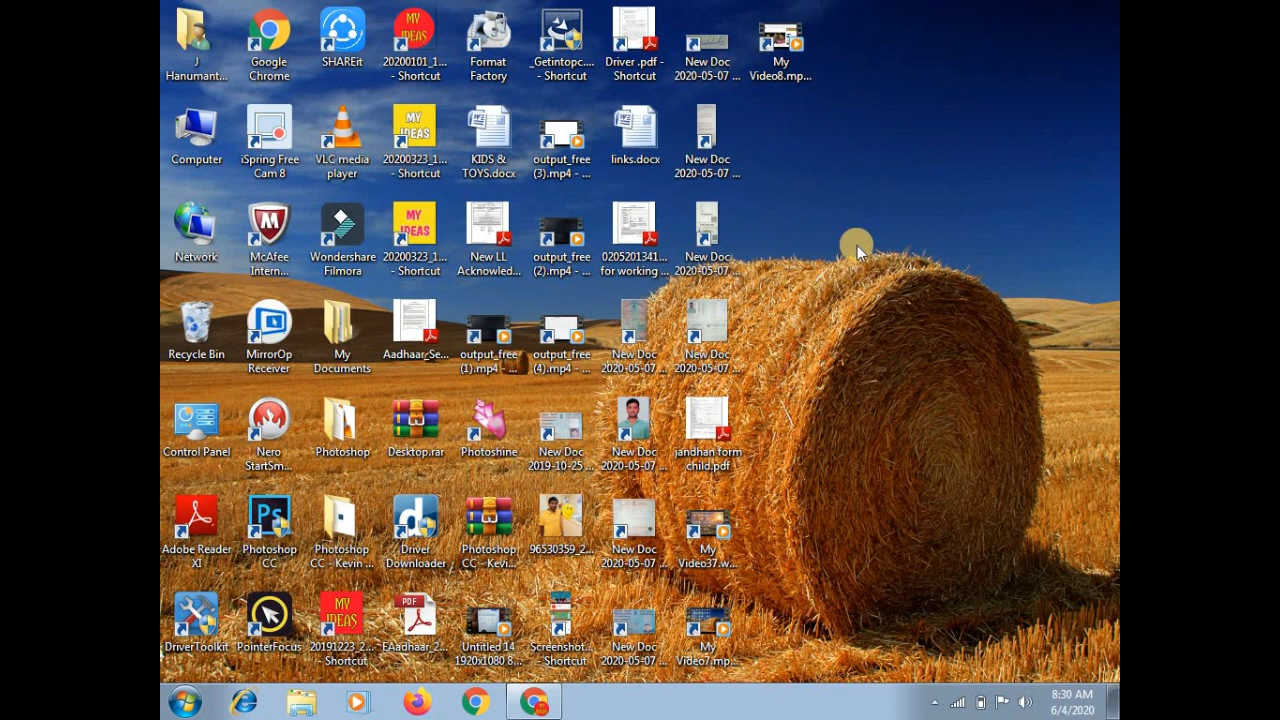 J
Hanumant...
Google
Chrome
SHAREit
MY
IDEAS
20200101_1...
- Shortcut
Format
Factory
_Getintopc....
- Shortcut
Driver .pdf -
Shortcut
New Doc
2020-05-07 ...
My
Video8.mp...
Computer
iSpring Free
Cam 8
VLC media
player
MY
IDEAS
20200323_1...
- Shortcut
KIDS &
TOYS.docx
output_free
(3).mp4 - ...
links.docx
New Doc
2020-05-07 ...
Network
McAfee
Intern...
Wondershare
Filmora
MY
IDEAS
20200323_1...
- Shortcut
New LL
Acknowled...
output_free
(2).mp4 - ...
0205201341...
for working ...
New Doc
2020-05-07 ...
Recycle Bin
MirrorOp
Receiver
My
Documents
Aadhaar_Se...
output_free
(1).mp4 - ...
output_free
(4).mp4 - ...
New Doc
2020-05-07 ...
New Doc
2020-05-07 ...
Control Panel
Nero
StartSm...
Photoshop
Desktop.rar
Photoshine
New Doc
2019-10-25 ...
New Doc
2020-05-07 ...
jandhan form
child.pdf
Adobe Reader
XI
Ps
Photoshop
CC
Photoshop
CC - Kevin ...
Driver
Downloader
Photoshop
CC - Kevi...
96530359_2...
New Doc
2020-05-07 ...
My
Video37.w...
DriverToolkit
PointerFocus
MY
IDEAS
20191223_2...
- Shortcut
PDF
EAadhaar_2...
Untitled 14
1920x1080 8...
Screenshot...
- Shortcut
New Doc
2020-05-07 ...
My
Video7.mp...
8:30 AM
6/4/2020